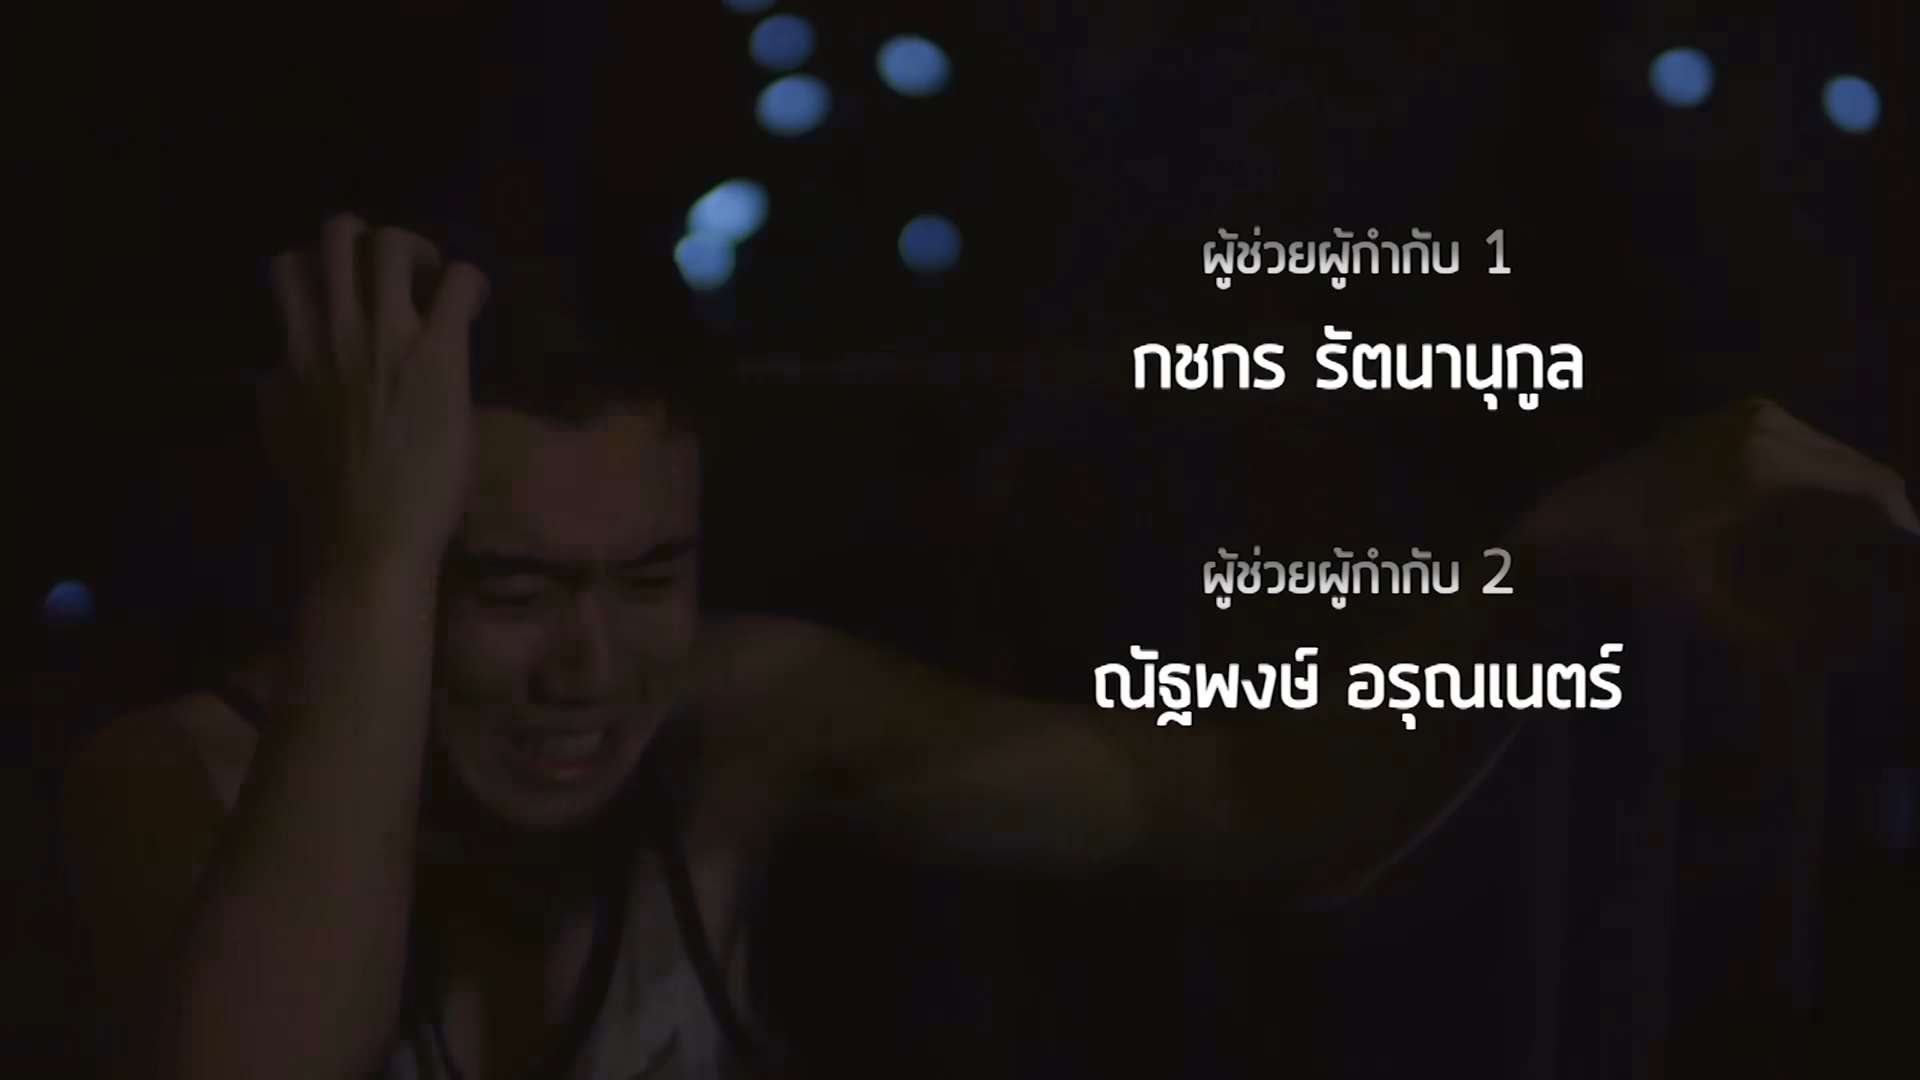 ผู้ช่วยผู้กำกับ 1
กชกร รัตนานุกูล
ผู้ช่วยผู้กำกับ 2
ณัฐพงษ์ อรุณเนตร์